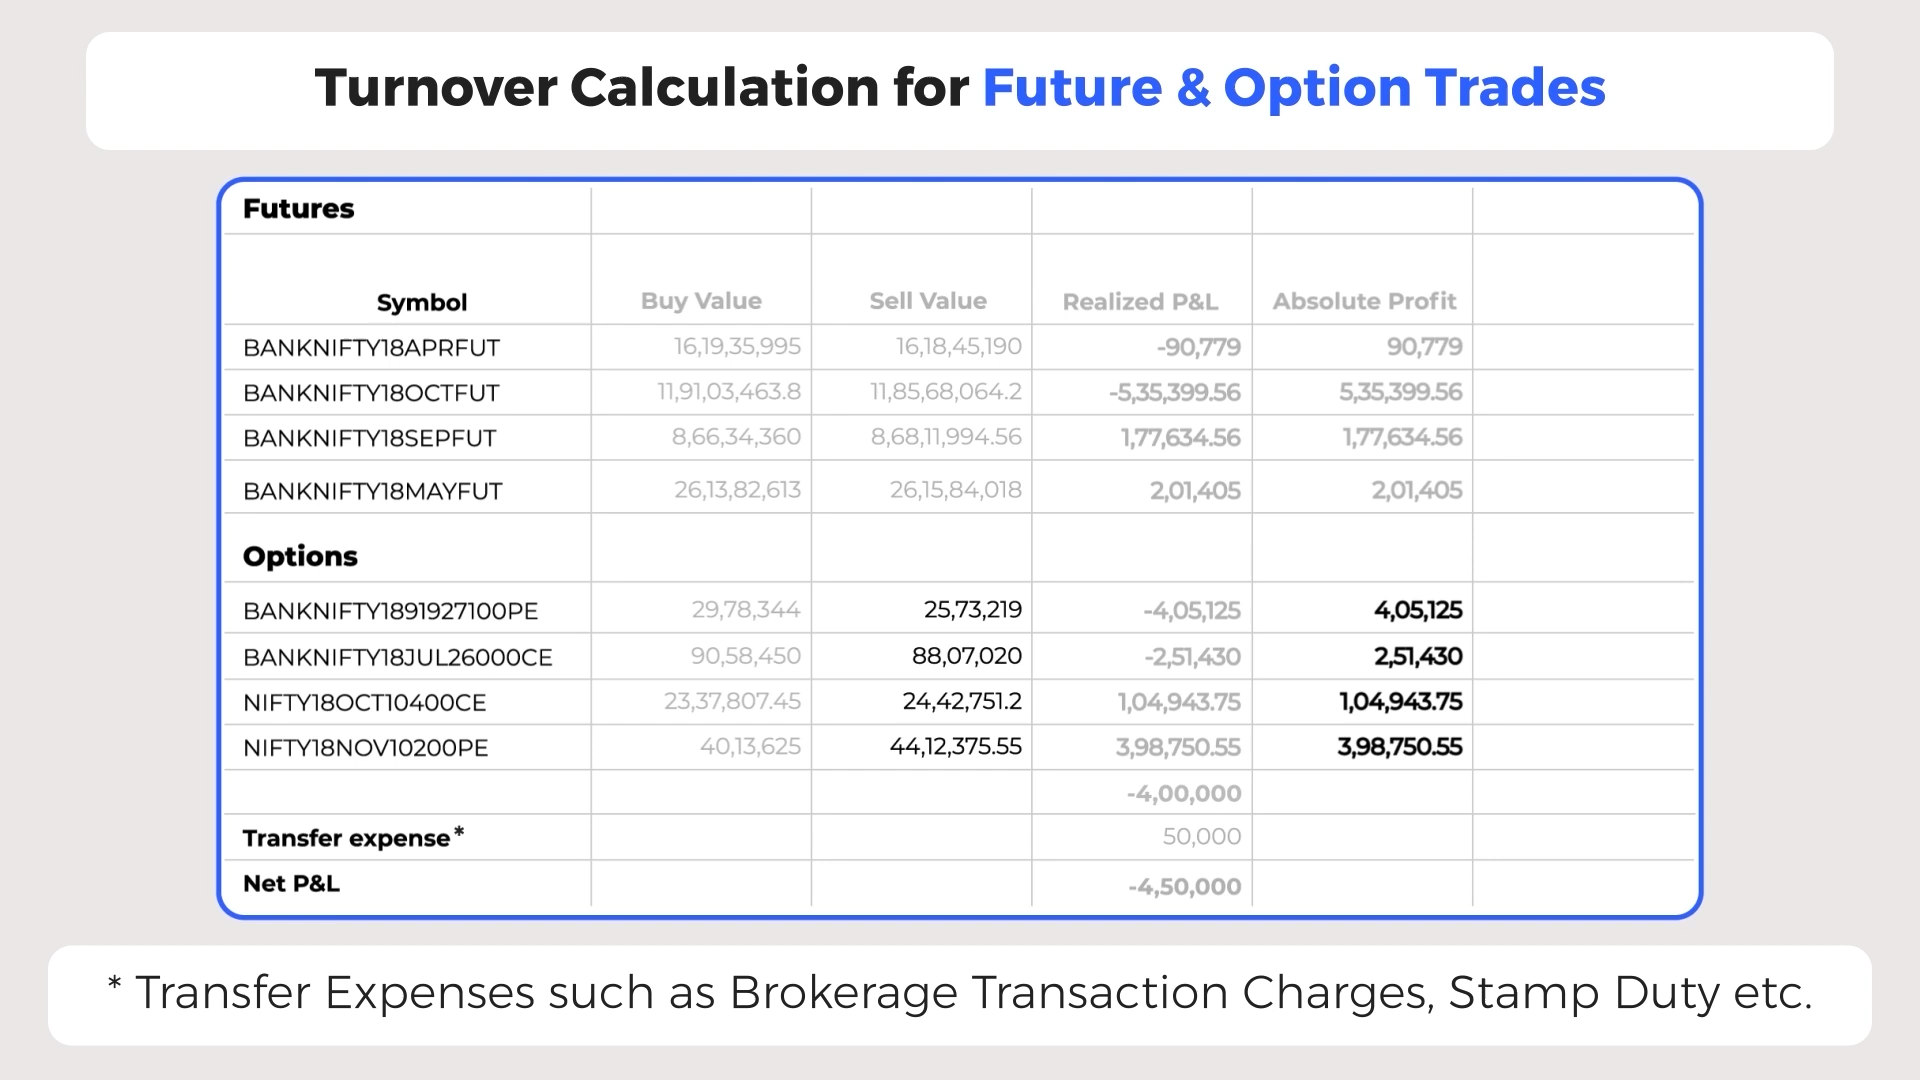 Turnover Calculation for Future & Option Trades
Futures
Symbol Buy Value Sell Value Realized P&L Absolute Profit
BANKNIFTY18APRFUT 16,19,35,995 16,18,45,190 -90,779 90,779
BANKNIFTY18OCTFUT 11,91,03,463.8 11,85,68,064.2 -5,35,399.56 5,35,399.56
BANKNIFTY18SEPFUT 8,66,34,360 8,68,11,994.56 1,77,634.56 1,77,634.56
BANKNIFTY18MAYFUT 26,13,82,613 26,15,84,018 2,01,405 2,01,405
Options
BANKNIFTY1891927100PE 29,78,344 25,73,219 -4,05,125 4,05,125
BANKNIFTY18JUL26000CE 90,58,450 88,07,020 -2,51,430 2,51,430
NIFTY18OCT10400CE 23,37,807.45 24,42,751.2 1,04,943.75 1,04,943.75
NIFTY18NOV10200PE 40,13,625 44,12,375.55 3,98,750.55 3,98,750.55
-4,00,000
Transfer expense* 50,000
Net P&L -4,50,000
* Transfer Expenses such as Brokerage Transaction Charges, Stamp Duty etc.